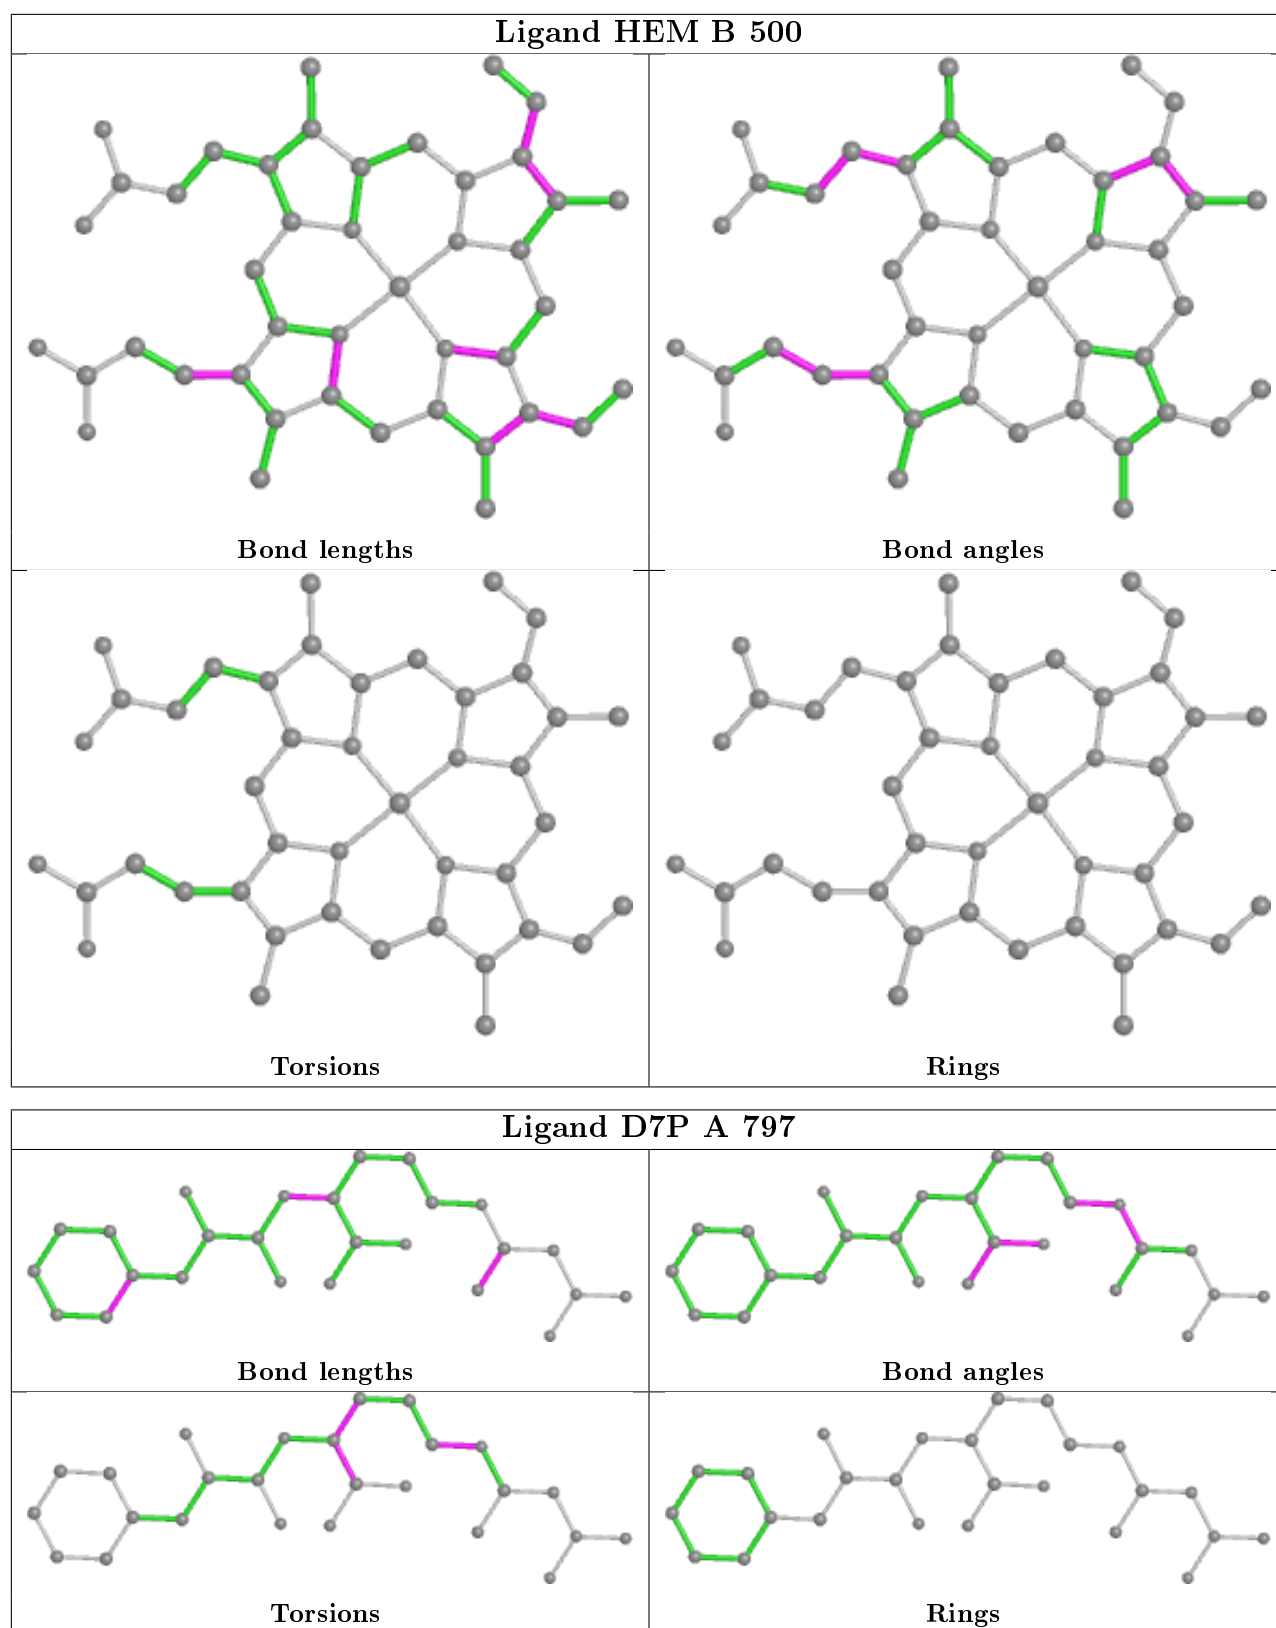 Ligand HEM B 500
Bond lengths
Bond angles
Torsions
Rings
Ligand D7P A 797
Bond lengths
Bond angles
Torsions
Rings